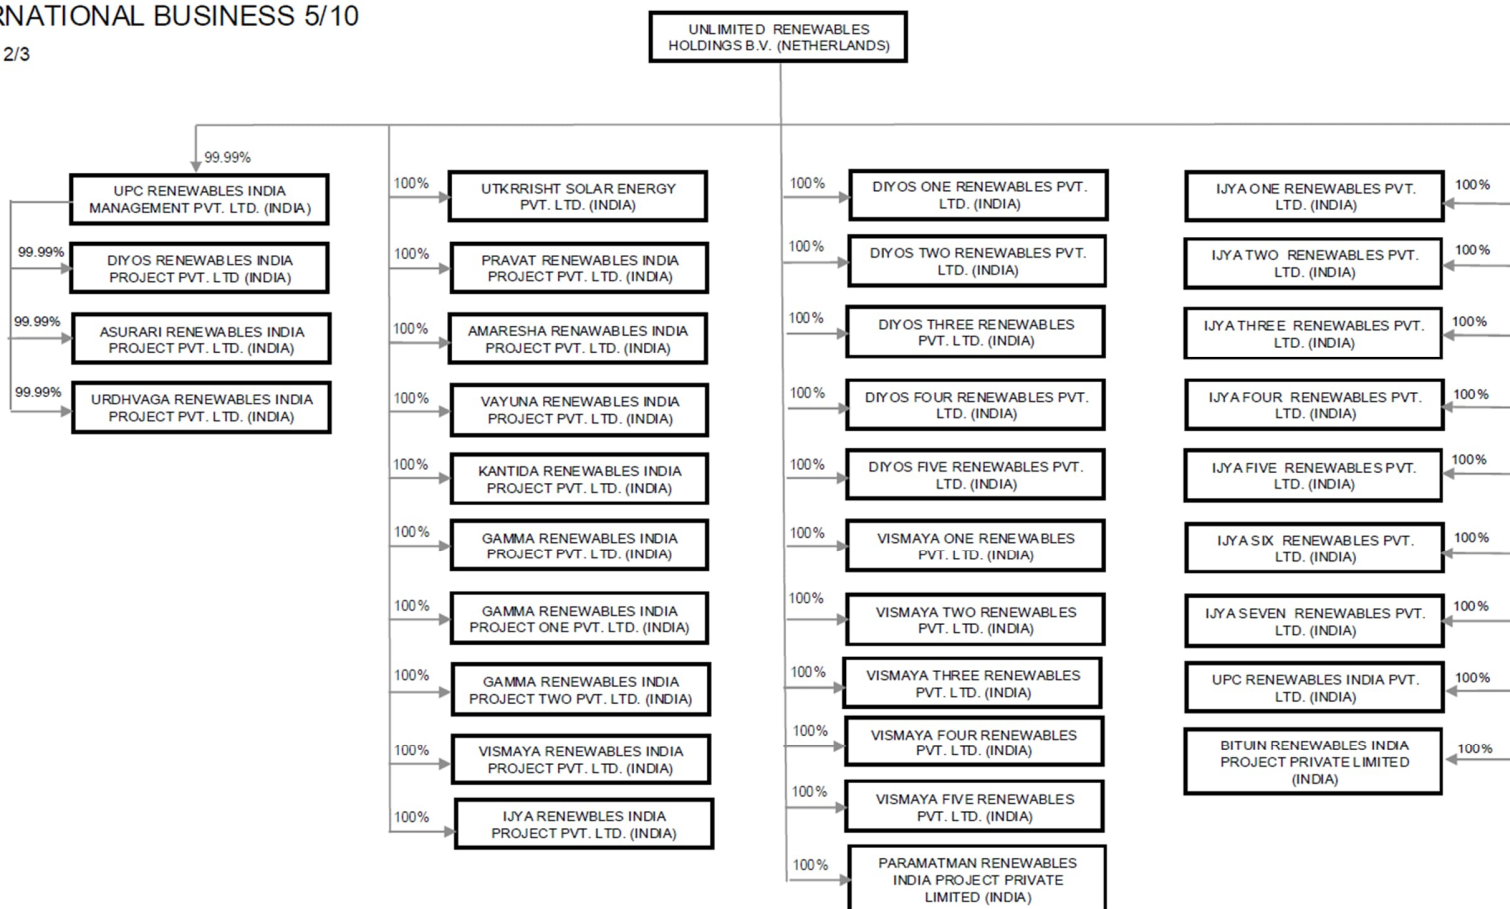 RNATIONAL BUSINESS 5/10
2/3
UNLIMITED RENEWABLES
HOLDINGS B.V. (NETHERLANDS)
99.99%
UPC RENEWABLES INDIA
MANAGEMENT PVT. LTD. (INDIA)
99.99%
DIYOS RENEWABLES INDIA
PROJECT PVT. LTD (INDIA)
99.99%
ASURARI RENEWABLES INDIA
PROJECT PVT. LTD. (INDIA)
99.99%
URDHVAGA RENEWABLES INDIA
PROJECT PVT. LTD. (INDIA)
100%
UTKRRISHT SOLAR ENERGY
PVT. LTD. (INDIA)
100%
PRAVAT RENEWABLES INDIA
PROJECT PVT. LTD. (INDIA)
100%
AMARESHA RENAWABLES INDIA
PROJECT PVT. LTD. (INDIA)
100%
VAYUNA RENEWABLES INDIA
PROJECT PVT. LTD. (INDIA)
100%
KANTIDA RENEWABLES INDIA
PROJECT PVT. LTD. (INDIA)
100%
GAMMA RENEWABLES INDIA
PROJECT PVT. LTD. (INDIA)
100%
GAMMA RENEWABLES INDIA
PROJECT ONE PVT. LTD. (INDIA)
100%
GAMMA RENEWABLES INDIA
PROJECT TWO PVT. LTD. (INDIA)
100%
VISMAYA RENEWABLES INDIA
PROJECT PVT. LTD. (INDIA)
100%
IJYA RENEWBLES INDIA
PROJECT PVT. LTD. (INDIA)
100%
DIYOS ONE RENEWABLES PVT.
LTD. (INDIA)
100%
DIYOS TWO RENEWABLES PVT.
LTD. (INDIA)
100%
DIYOS THREE RENEWABLES
PVT. LTD. (INDIA)
100%
DIYOS FOUR RENEWABLES PVT.
LTD. (INDIA)
100%
DIYOS FIVE RENEWABLES PVT.
LTD. (INDIA)
100%
VISMAYA ONE RENEWABLES
PVT. LTD. (INDIA)
100%
VISMAYA TWO RENEWABLES
PVT. LTD. (INDIA)
100%
VISMAYA THREE RENEWABLES
PVT. LTD. (INDIA)
100%
VISMAYA FOUR RENEWABLES
PVT. LTD. (INDIA)
100%
VISMAYA FIVE RENEWABLES
PVT. LTD. (INDIA)
100%
PARAMATMAN RENEWABLES
INDIA PROJECT PRIVATE
LIMITED (INDIA)
IJYA ONE RENEWABLES PVT.
LTD. (INDIA)
100%
IJYA TWO RENEWABLES PVT.
LTD. (INDIA)
100%
IJYA THREE RENEWABLES PVT.
LTD. (INDIA)
100%
IJYA FOUR RENEWABLES PVT.
LTD. (INDIA)
100%
IJYA FIVE RENEWABLES PVT.
LTD. (INDIA)
100%
IJYA SIX RENEWABLES PVT.
LTD. (INDIA)
100%
IJYA SEVEN RENEWABLES PVT.
LTD. (INDIA)
100%
UPC RENEWABLES INDIA PVT.
LTD. (INDIA)
100%
BITUIN RENEWABLES INDIA
PROJECT PRIVATE LIMITED
(INDIA)
100%